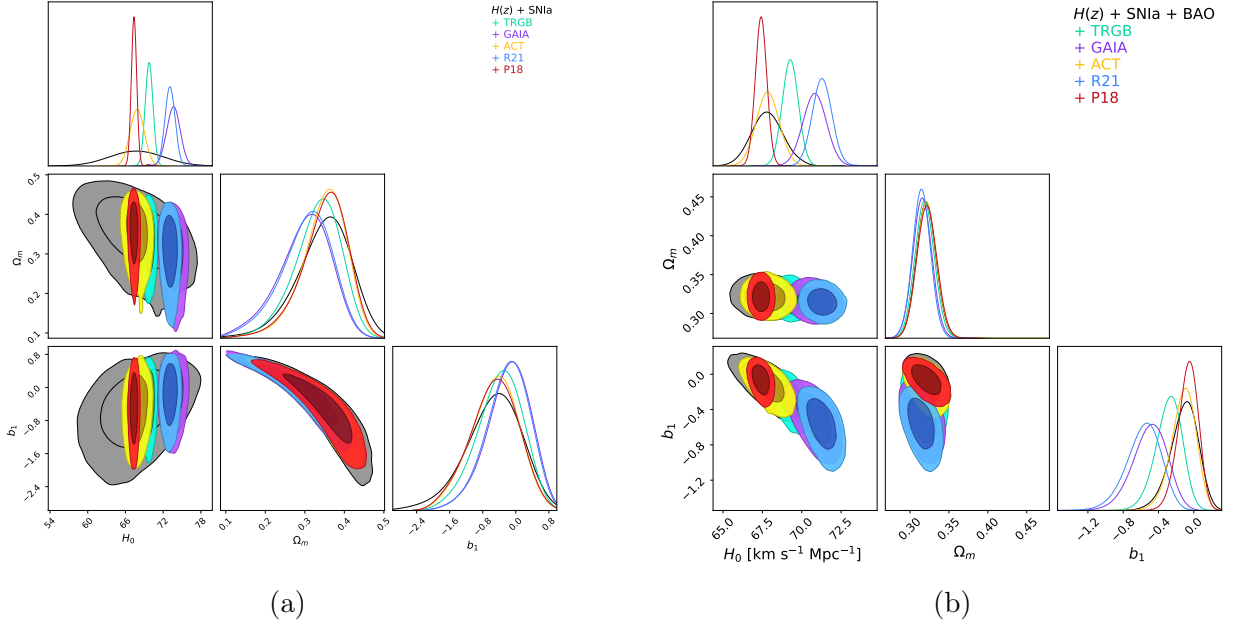 H(z) + SNIa
+ TRGB
+ GAIA
+ ACT
+ R21
+ P18
0.5
0.4
0.3
0.2
0.1
Ωm
0.8
0.0
−0.8
−1.6
−2.4
b1
54 60 66 72 78
H0
0.1 0.2 0.3 0.4 0.5
Ωm
−2.4 −1.6 −0.8 0.0 0.8
b1
(a)
H(z) + SNIa + BAO
+ TRGB
+ GAIA
+ ACT
+ R21
+ P18
0.45
0.40
0.35
0.30
Ωm
0.0
−0.4
−0.8
−1.2
b1
65.0 67.5 70.0 72.5
H0 [km s−1 Mpc−1]
0.30 0.35 0.40 0.45
Ωm
−1.2 −0.8 −0.4 0.0
b1
(b)